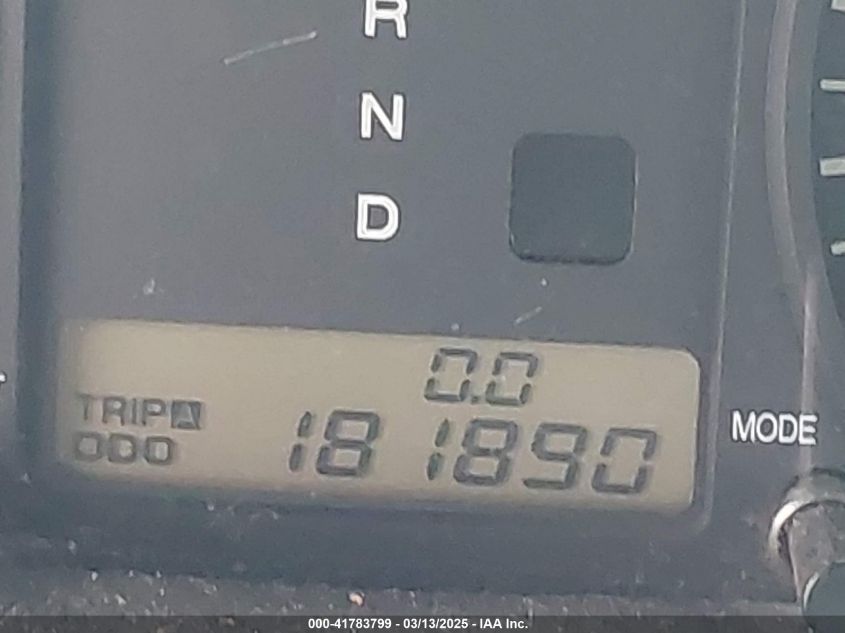 R
N
D
0.0
TRIP A
ODO 181890
MODE
000-41783799 - 03/13/2025 - IAA Inc.